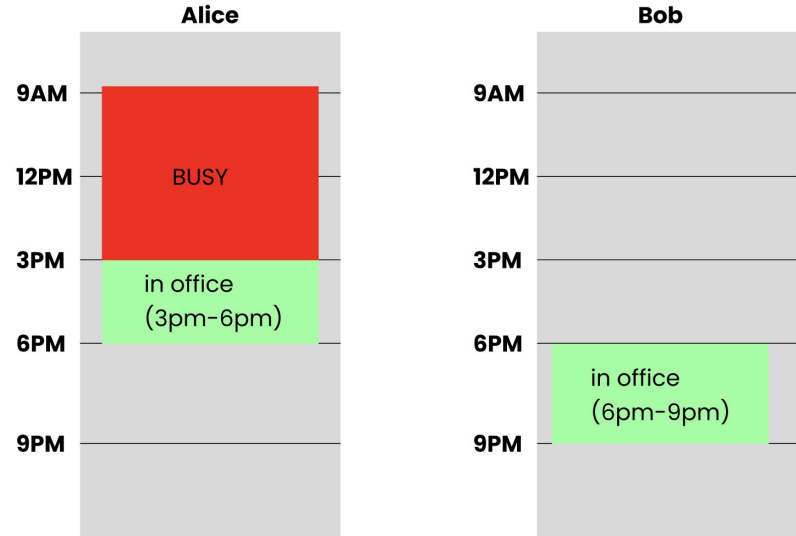 Alice
9AM
12PM
BUSY
3PM
in office
(3pm-6pm)
6PM
9PM
Bob
9AM
12PM
3PM
6PM
in office
(6pm-9pm)
9PM